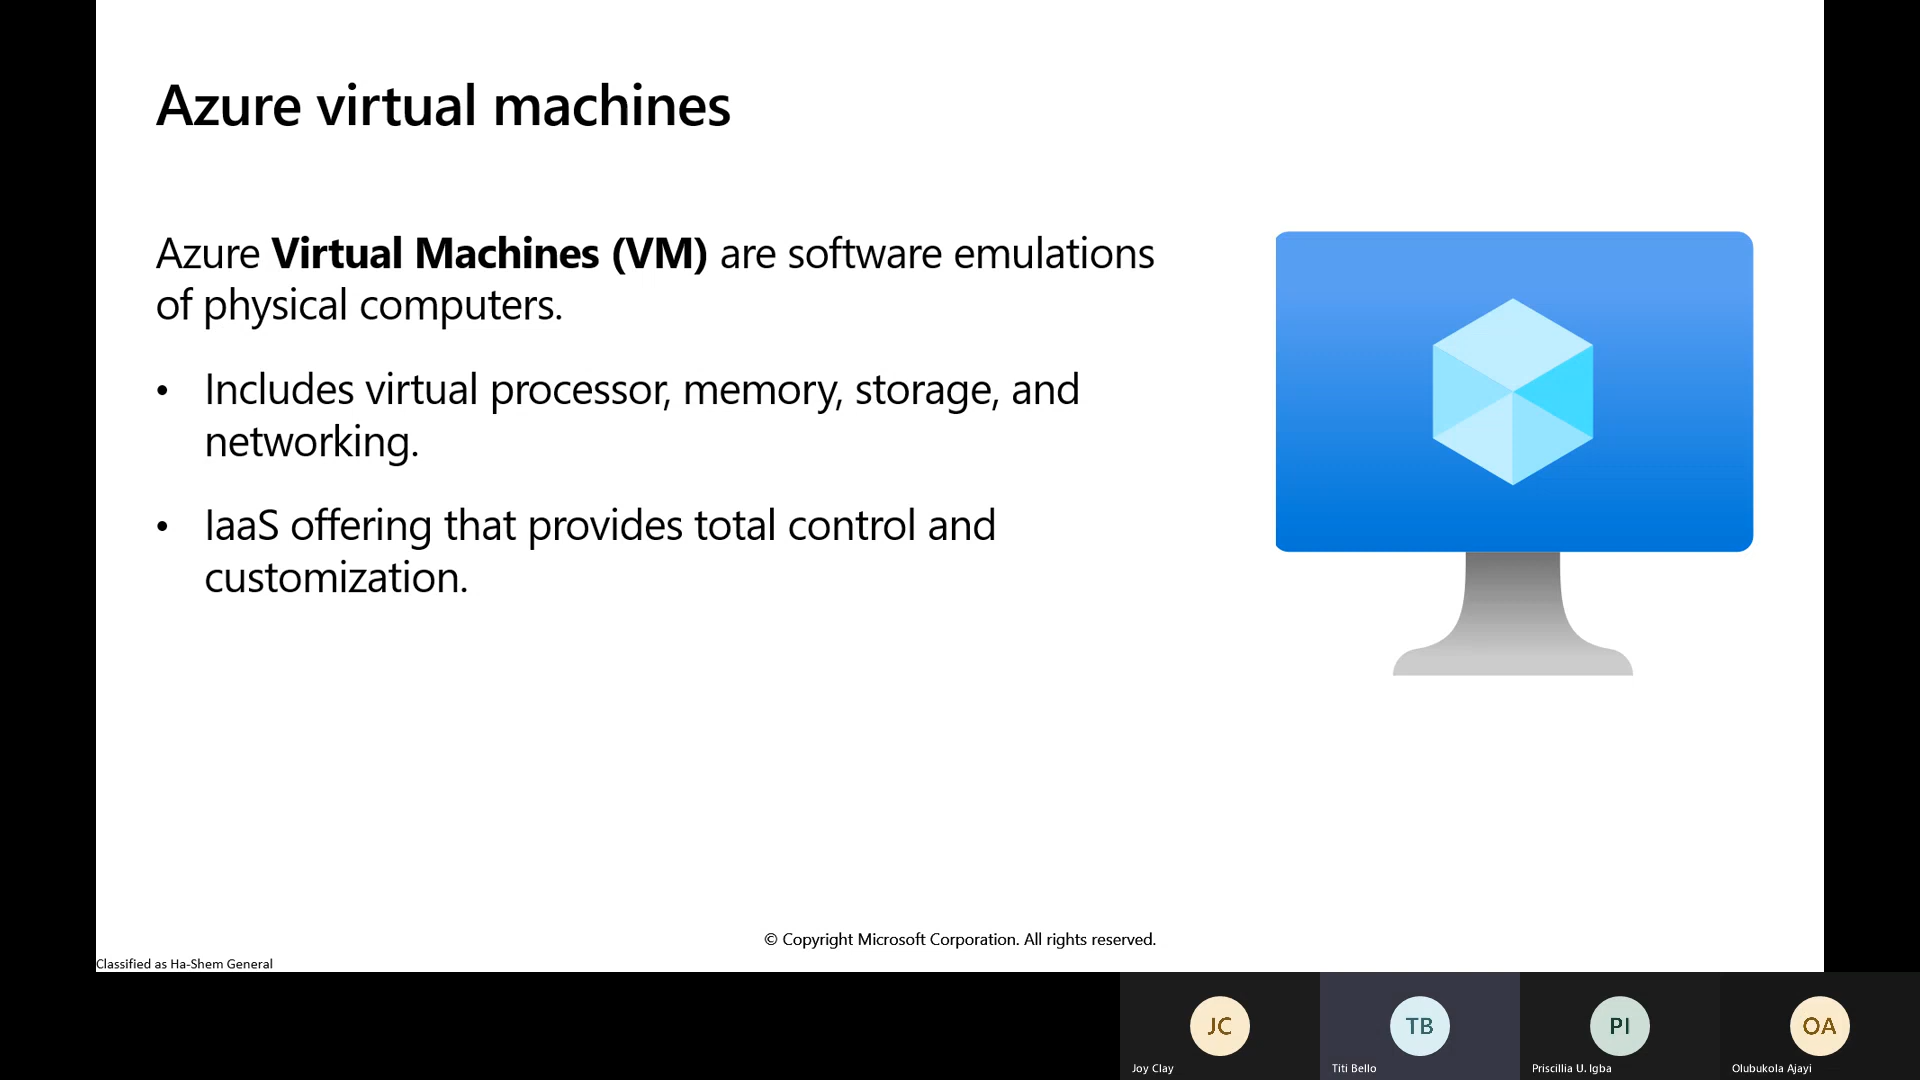 Azure virtual machines
Azure Virtual Machines (VM) are software emulations
of physical computers.
• Includes virtual processor, memory, storage, and
networking.
• IaaS offering that provides total control and
customization.
© Copyright Microsoft Corporation. All rights reserved.
Classified as Ha-Shem General
JC
TB
PI
OA
Joy Clay
Titi Bello
Priscillia U. Igba
Olubukola Ajayi